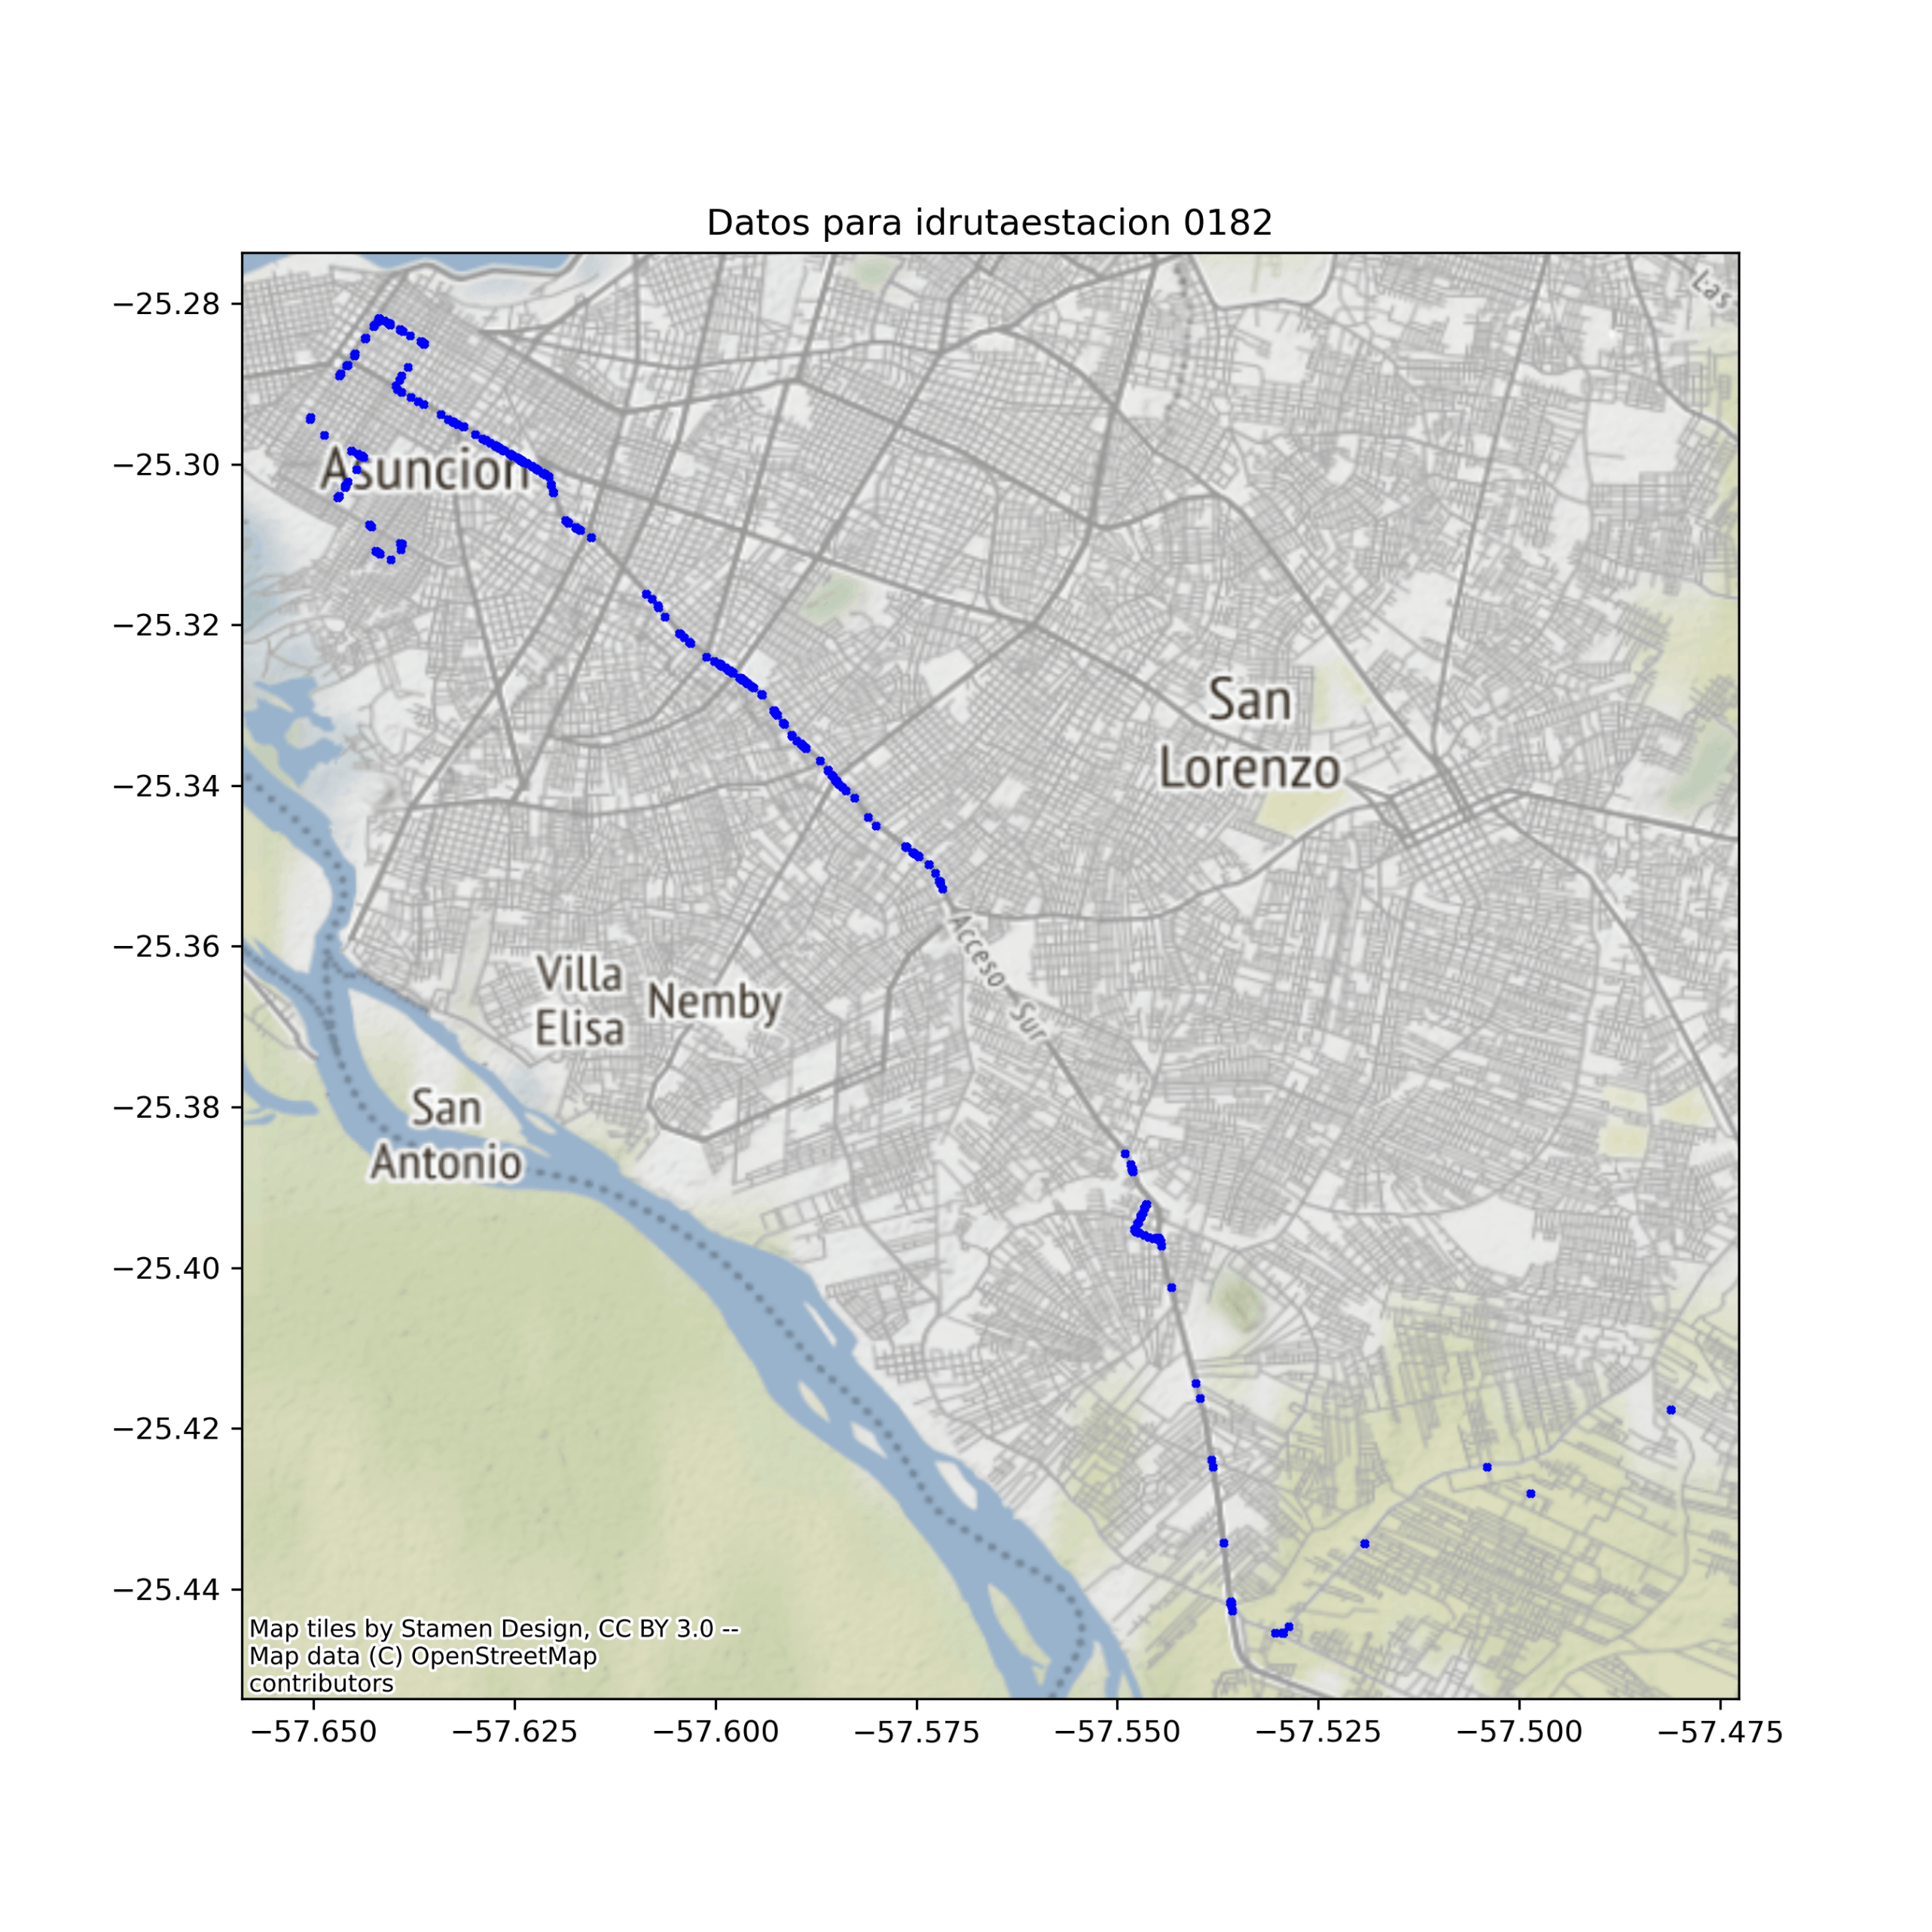 Datos para idrutaestacion 0182
−25.28
−25.30
−25.32
−25.34
−25.36
−25.38
−25.40
−25.42
−25.44
Las
Asuncion
San
Lorenzo
Acceso Sur
Villa
Elisa
Nemby
San
Antonio
Map tiles by Stamen Design, CC BY 3.0 --
Map data (C) OpenStreetMap
contributors
−57.650 −57.625 −57.600 −57.575 −57.550 −57.525 −57.500 −57.475